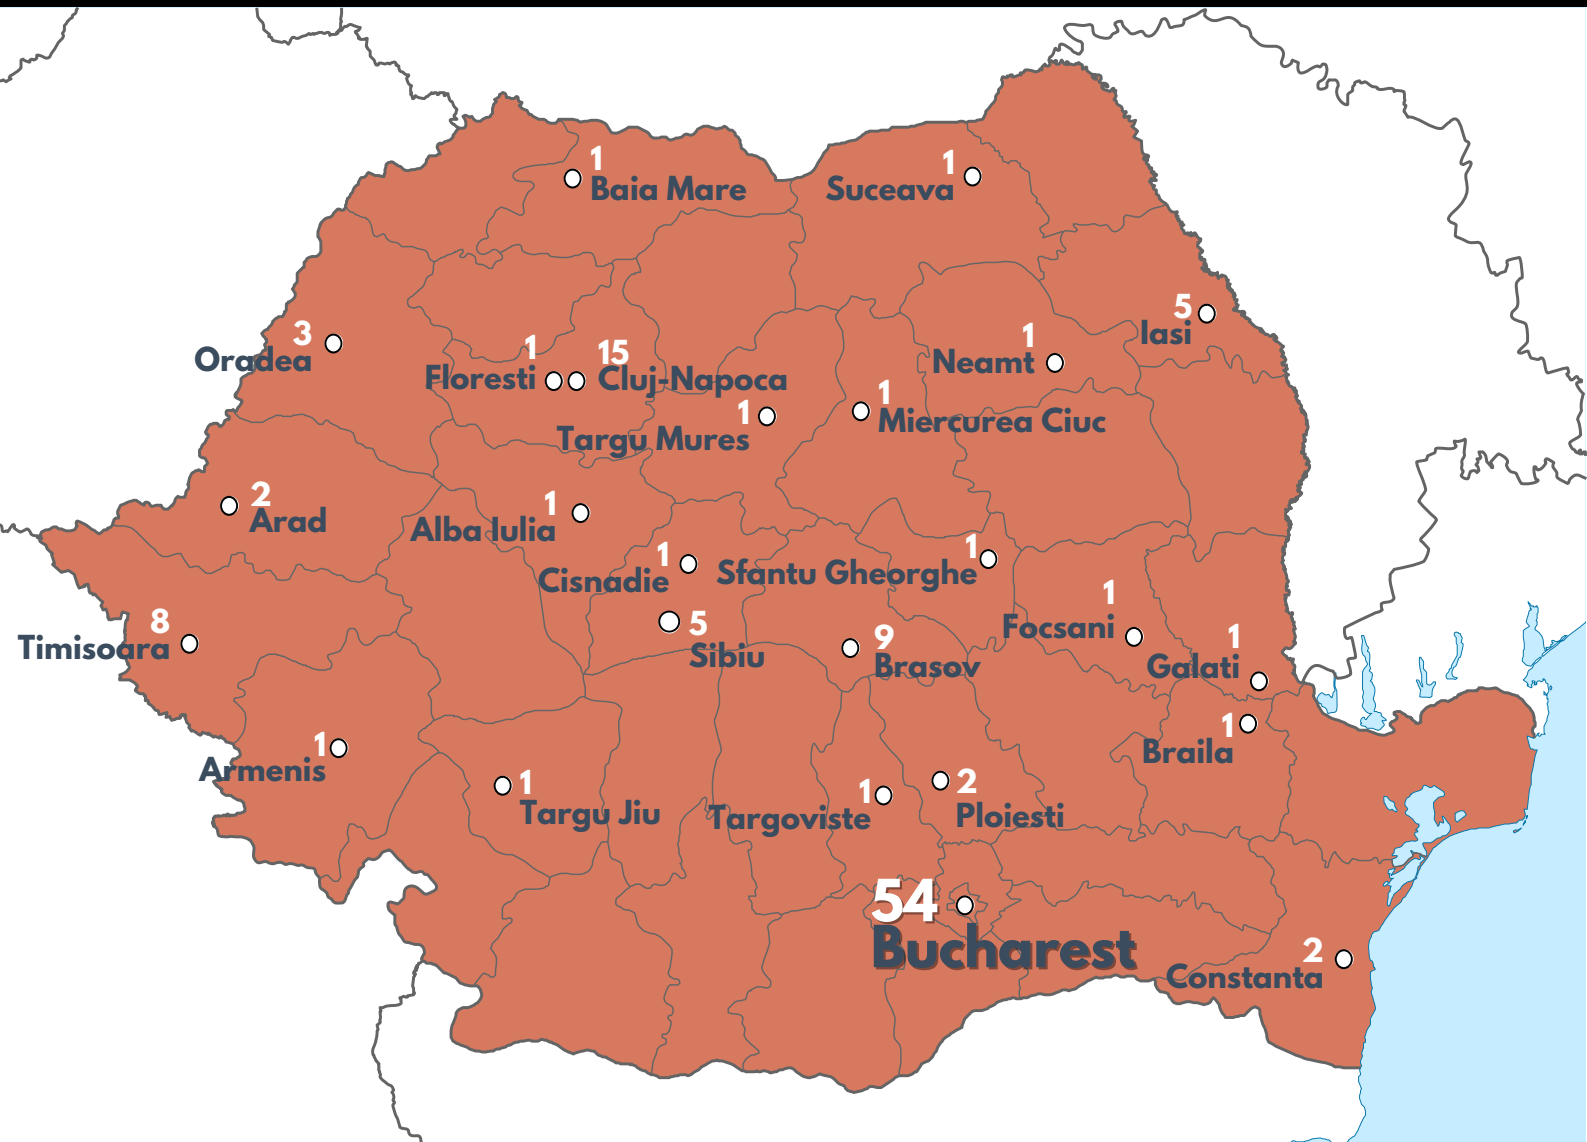 1
Baia Mare
1
Suceava
5
Iasi
3
Oradea
1
Floresti
15
Cluj-Napoca
1
Neamt
1
Targu Mures
1
Miercurea Ciuc
2
Arad
1
Alba Iulia
1
Cisnadie
1
Sfantu Gheorghe
8
Timisoara
5
Sibiu
9
Brasov
1
Focsani
1
Galati
1
Braila
1
Armenis
1
Targu Jiu
1
Targoviste
2
Ploiesti
54
Bucharest
2
Constanta